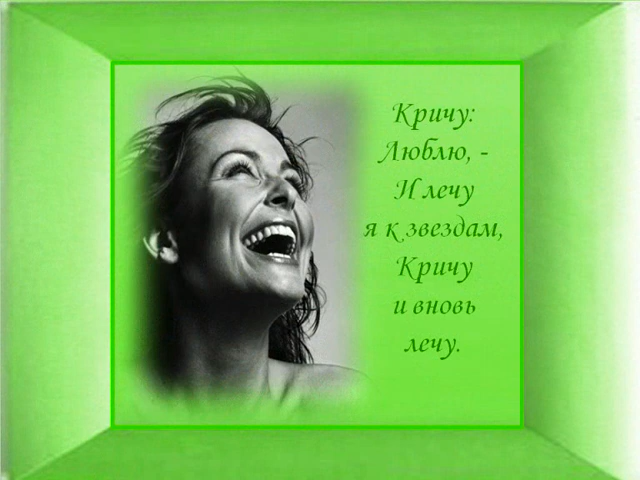 Кричу:
Люблю, -
И лечу
я к звездам,
Кричу
и вновь
лечу.